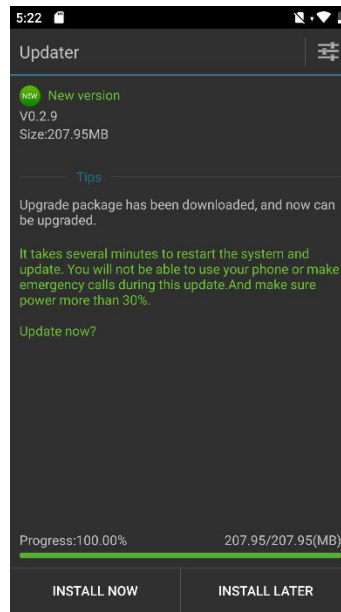 5:22
Updater
NEW New version
V0.2.9
Size:207.95MB
Tips
Upgrade package has been downloaded, and now can
be upgraded.
It takes several minutes to restart the system and
update. You will not be able to use your phone or make
emergency calls during this update.And make sure
power more than 30%.
Update now?
Progress:100.00% 207.95/207.95(MB)
INSTALL NOW INSTALL LATER